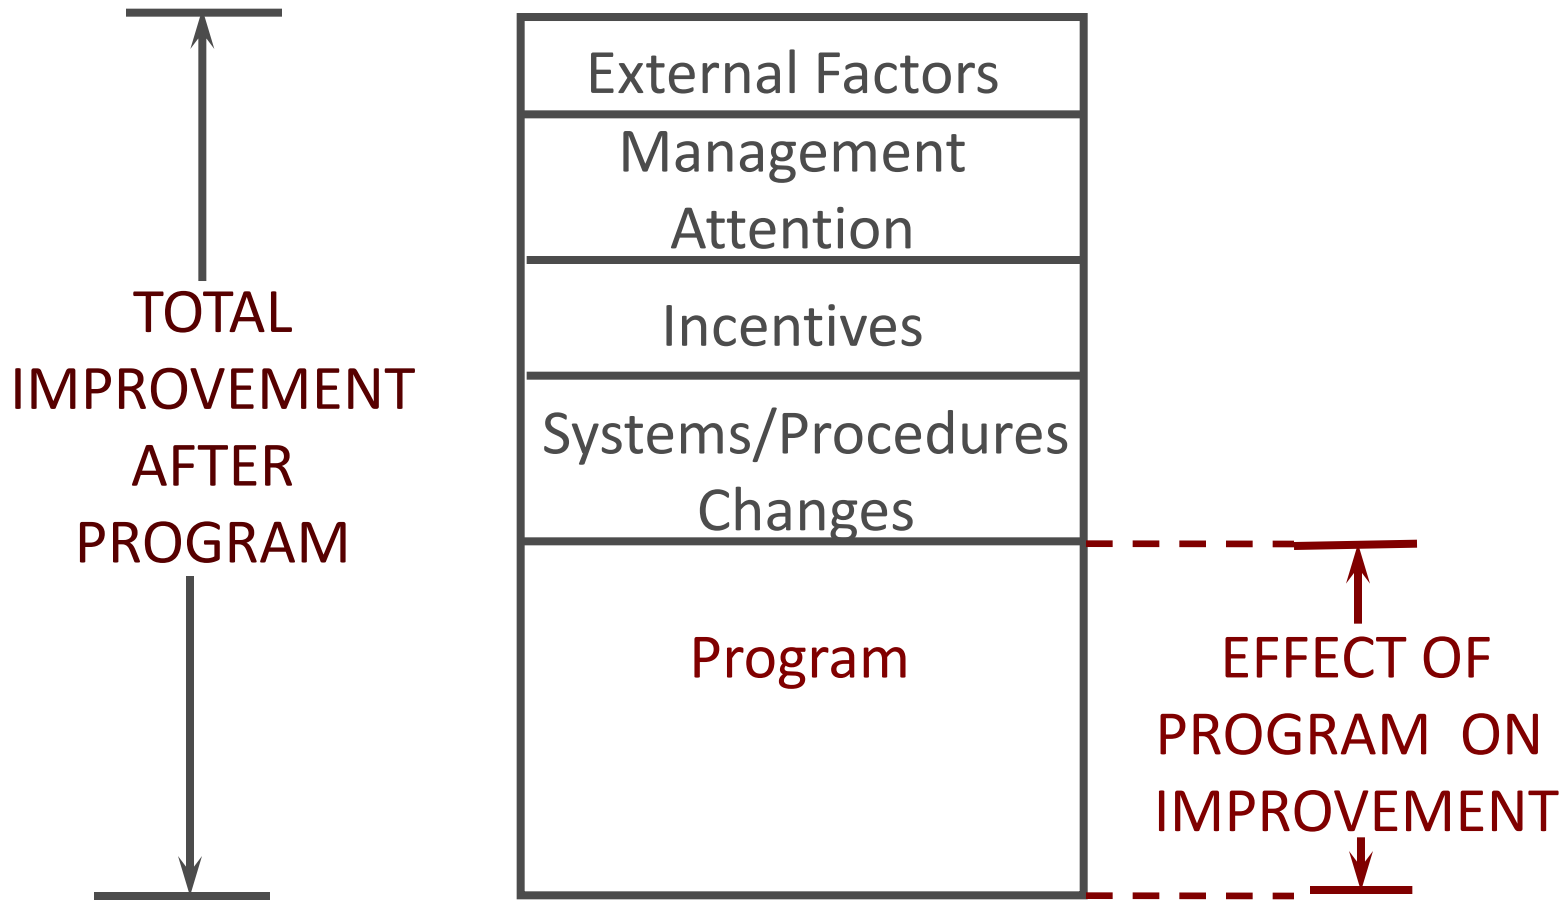 TOTAL
IMPROVEMENT
AFTER
PROGRAM
External Factors
Management
Attention
Incentives
Systems/Procedures
Changes
Program
EFFECT OF
PROGRAM ON
IMPROVEMENT